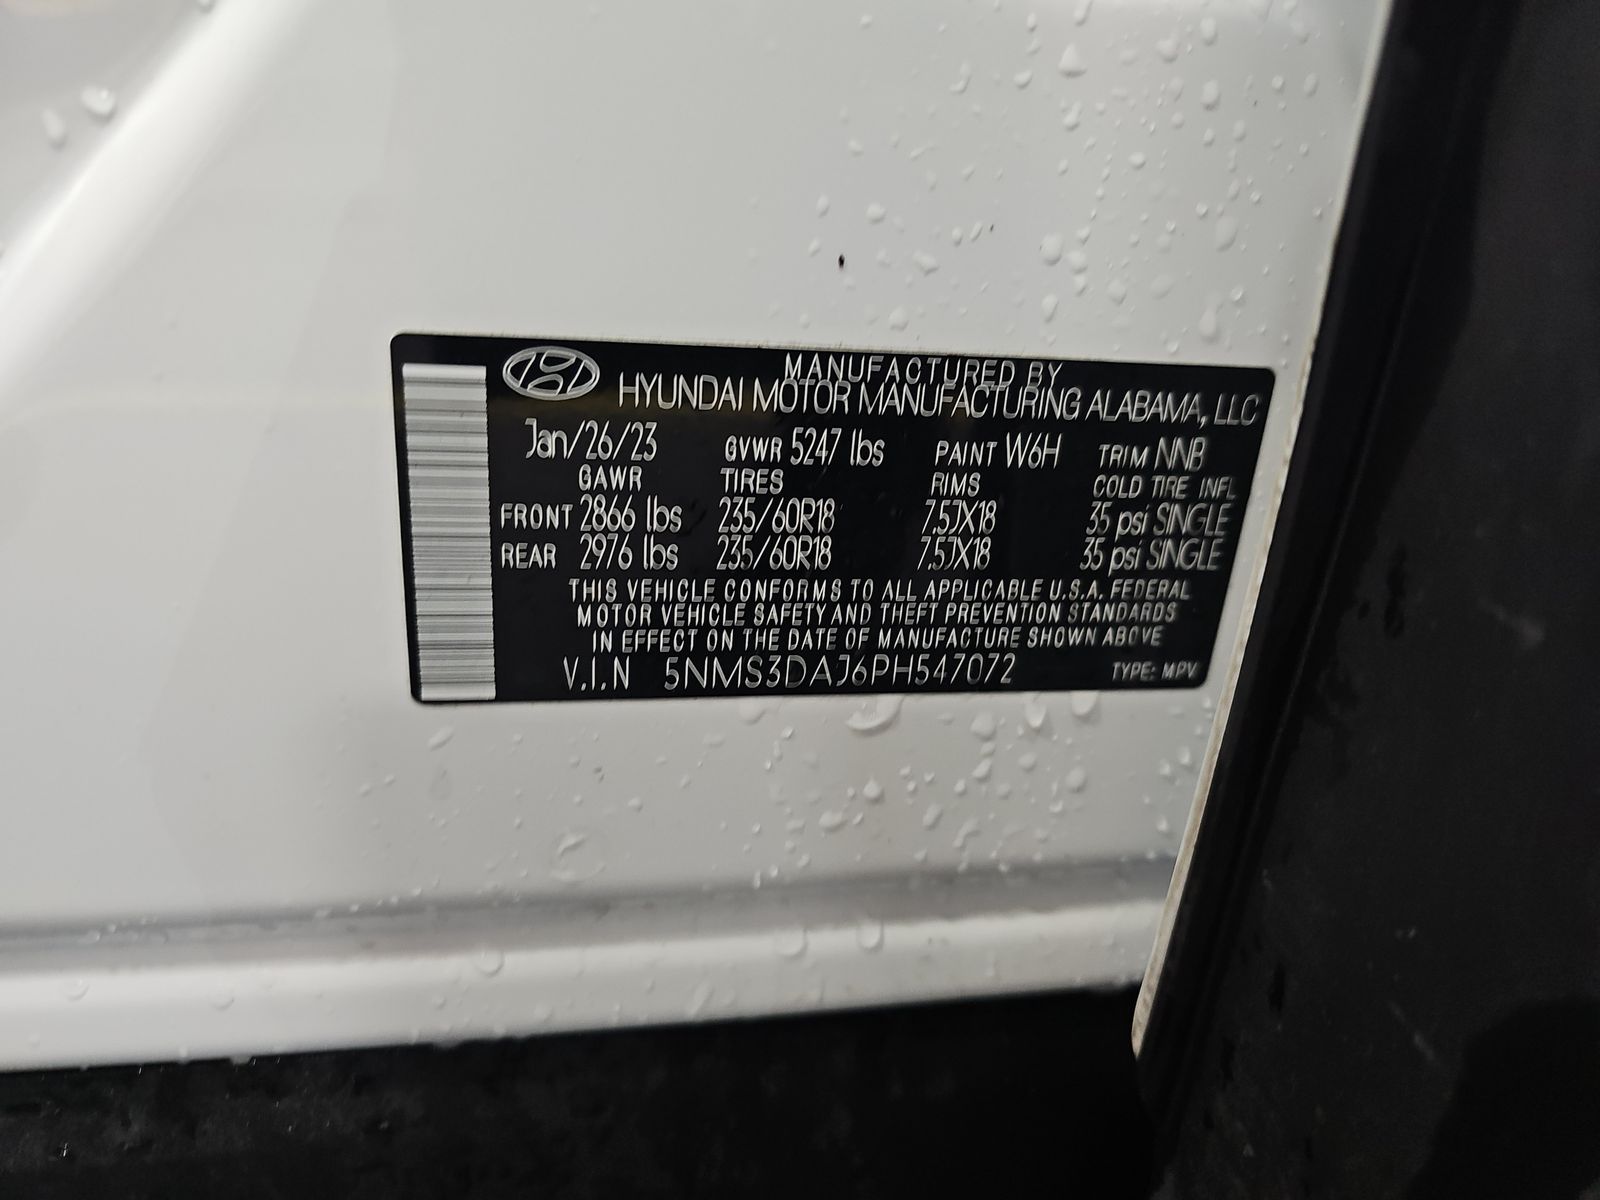 MANUFACTURED BY
HYUNDAI MOTOR MANUFACTURING ALABAMA, LLC
Jan/26/23 GVWR 5247 lbs PAINT W6H TRIM NNB
GAWR TIRES RIMS COLD TIRE INFL
FRONT 2866 lbs 235/60R18 7.5JX18 35 psi SINGLE
REAR 2976 lbs 235/60R18 7.5JX18 35 psi SINGLE
THIS VEHICLE CONFORMS TO ALL APPLICABLE U.S.A. FEDERAL
MOTOR VEHICLE SAFETY AND THEFT PREVENTION STANDARDS
IN EFFECT ON THE DATE OF MANUFACTURE SHOWN ABOVE
V.I.N 5NMS3DAJ6PH547072 TYPE: MPV